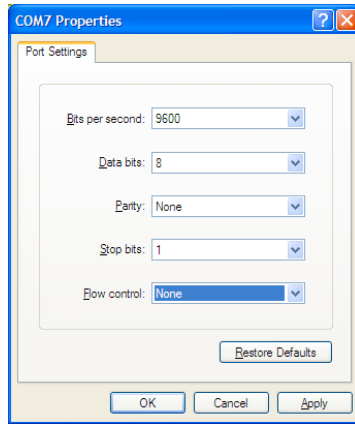 COM7 Properties
Port Settings
Bits per second: 9600
Data bits: 8
Parity: None
Stop bits: 1
Flow control: None
Restore Defaults
OK Cancel Apply